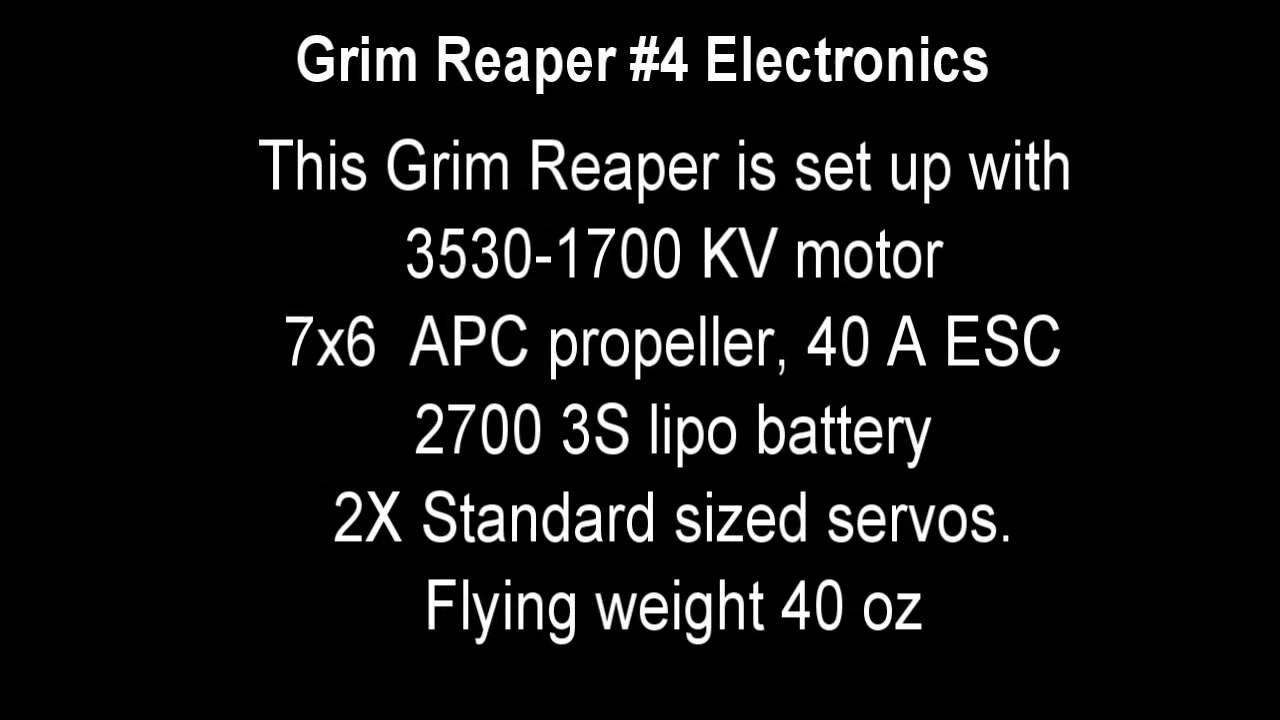 Grim Reaper #4 Electronics
This Grim Reaper is set up with
3530-1700 KV motor
7x6  APC propeller, 40 A ESC
2700 3S lipo battery
2X Standard sized servos.
Flying weight 40 oz